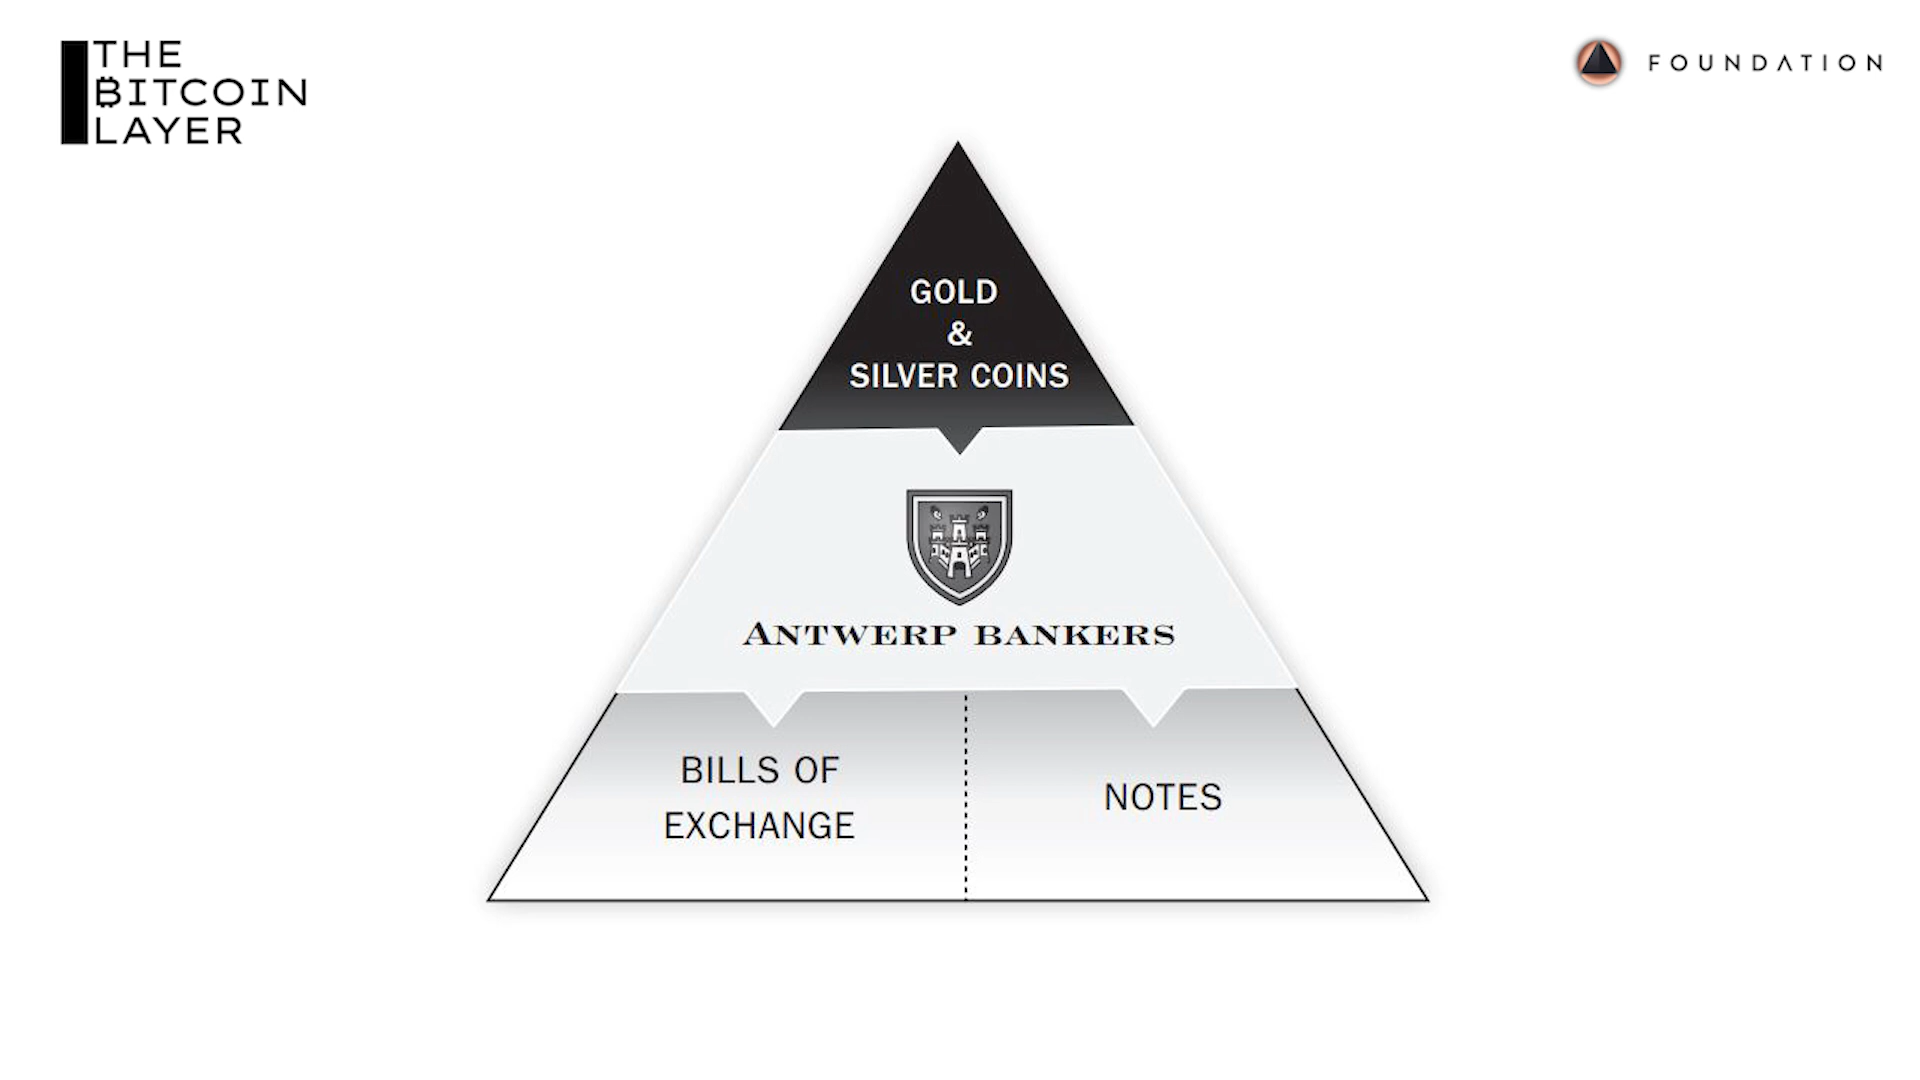 THE
BITCOIN
LAYER
FOUNDATION
GOLD
&
SILVER COINS
ANTWERP BANKERS
BILLS OF
EXCHANGE
NOTES